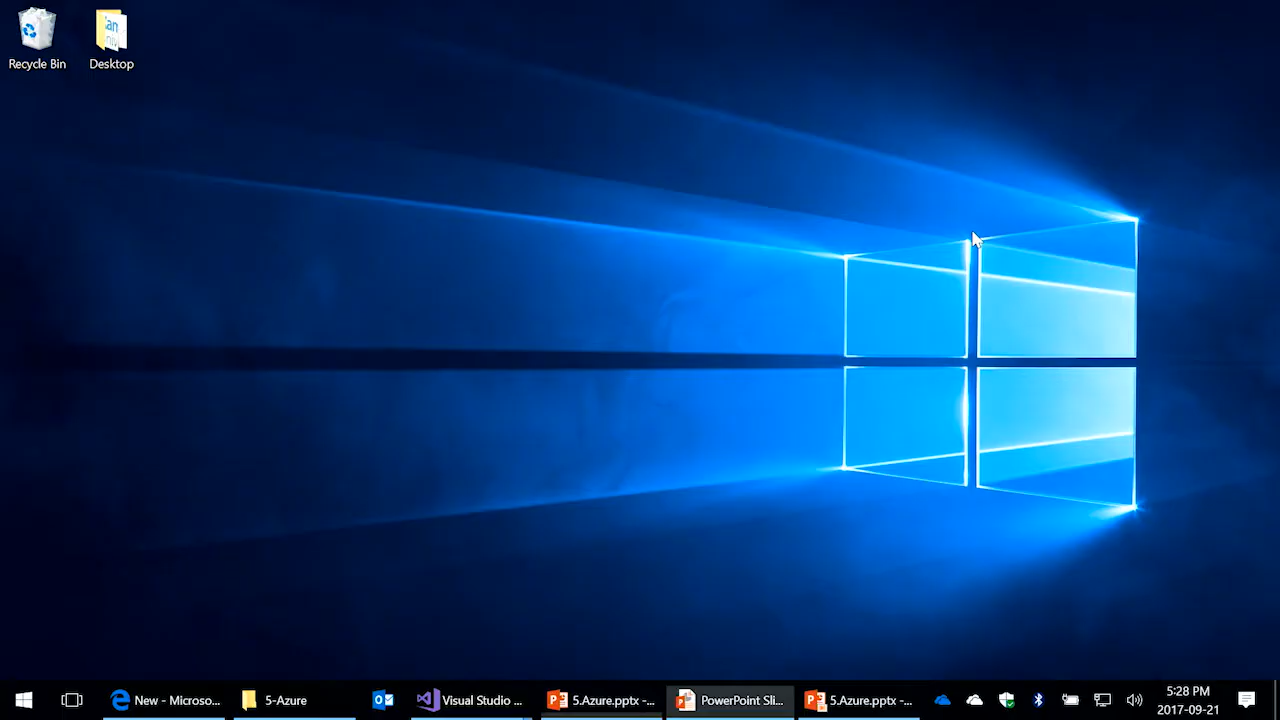 Recycle Bin
Desktop
New - Microso...
5-Azure
Visual Studio ...
5.Azure.pptx -...
PowerPoint Sli...
5.Azure.pptx -...
5:28 PM
2017-09-21